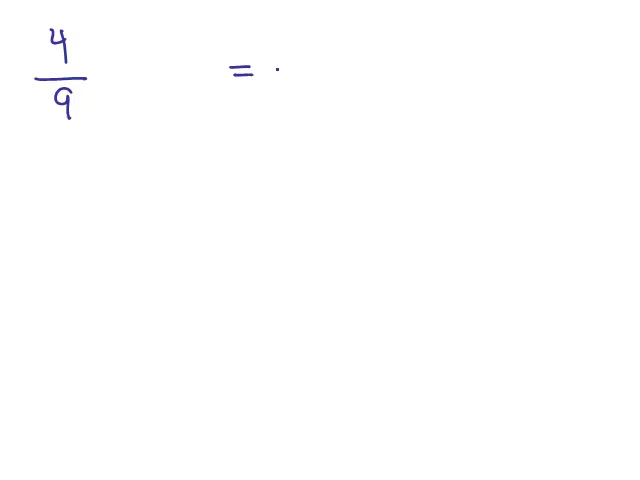 4/9 = .